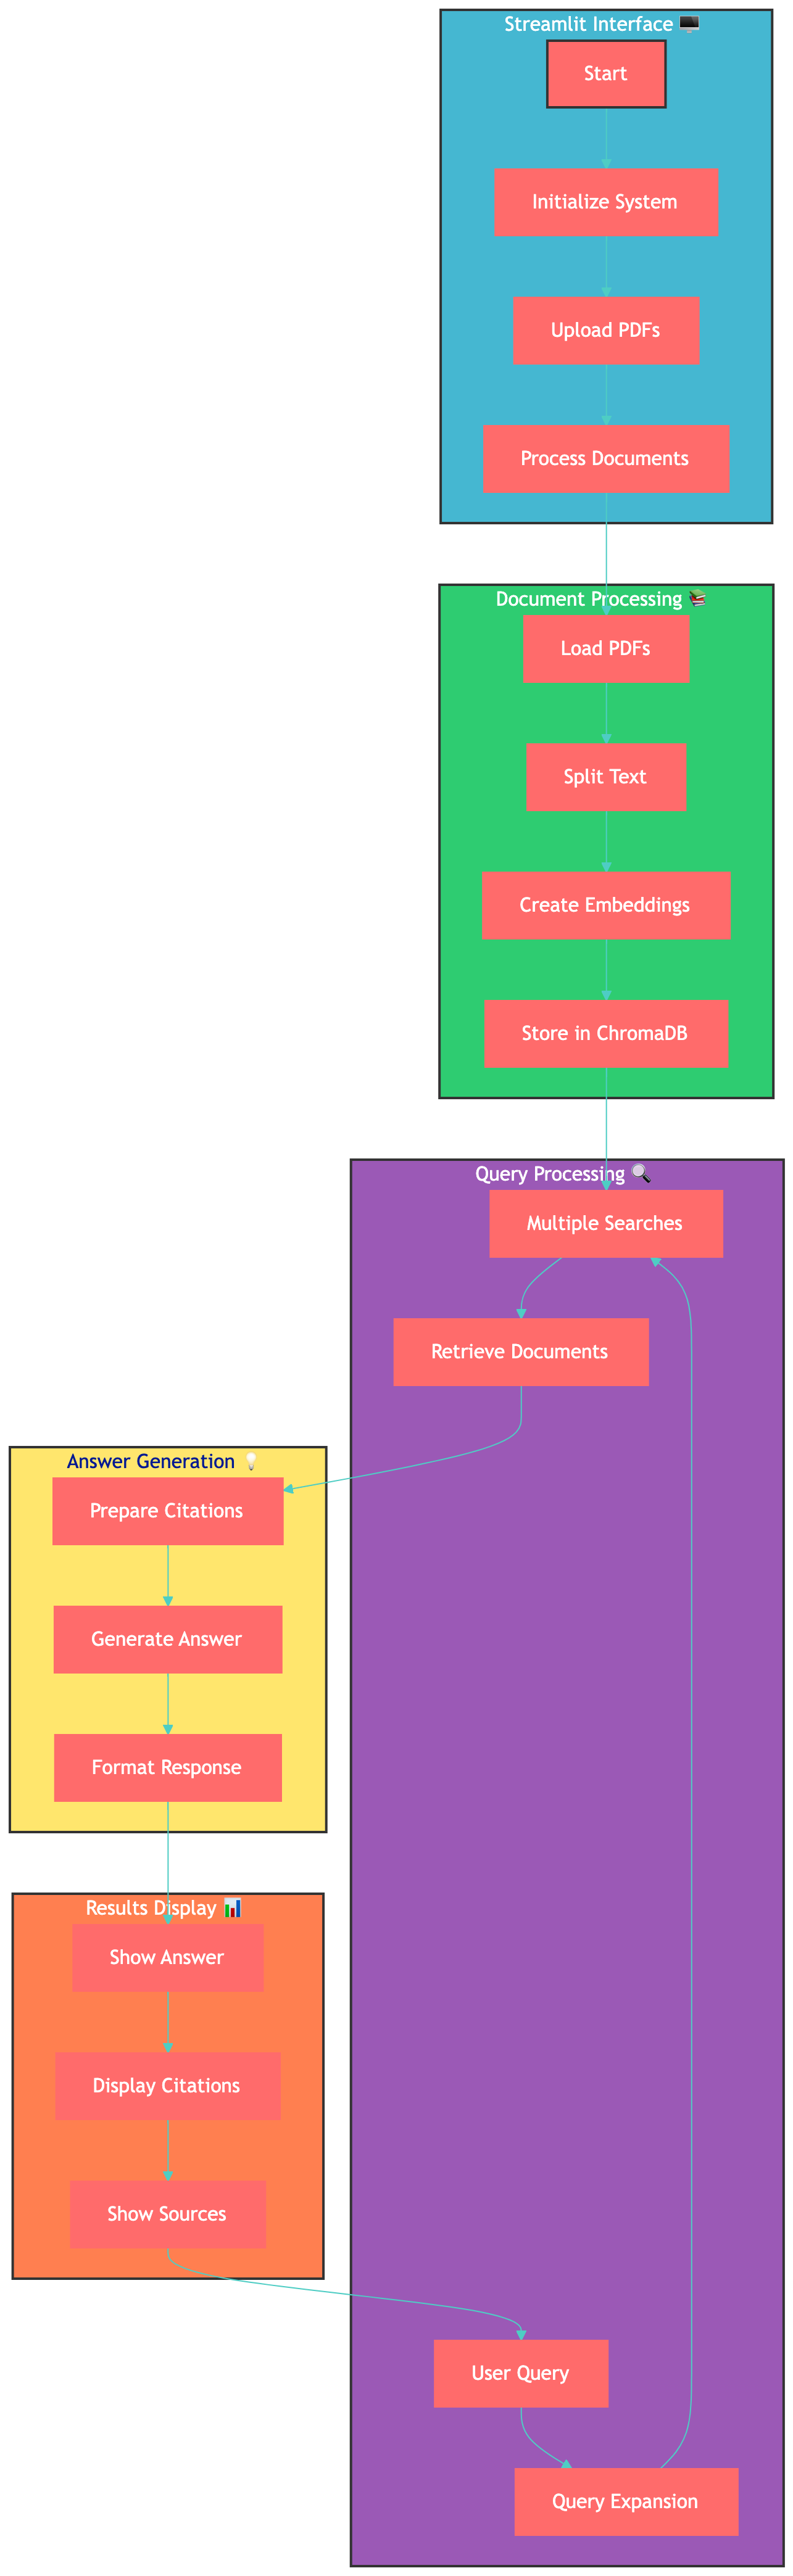 Streamlit Interface 🖥️
Start
Initialize System
Upload PDFs
Process Documents
Document Processing 📚
Load PDFs
Split Text
Create Embeddings
Store in ChromaDB
Query Processing 🔍
Multiple Searches
Retrieve Documents
Answer Generation 💡
Prepare Citations
Generate Answer
Format Response
Results Display 📊
Show Answer
Display Citations
Show Sources
User Query
Query Expansion